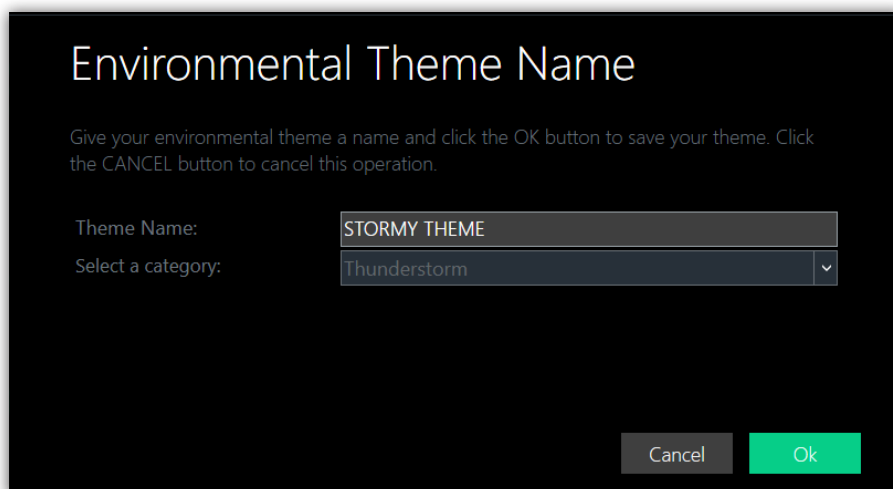 Environmental Theme Name
Give your environmental theme a name and click the OK button to save your theme. Click
the CANCEL button to cancel this operation.
Theme Name:
STORMY THEME
Select a category:
Thunderstorm
Cancel
Ok